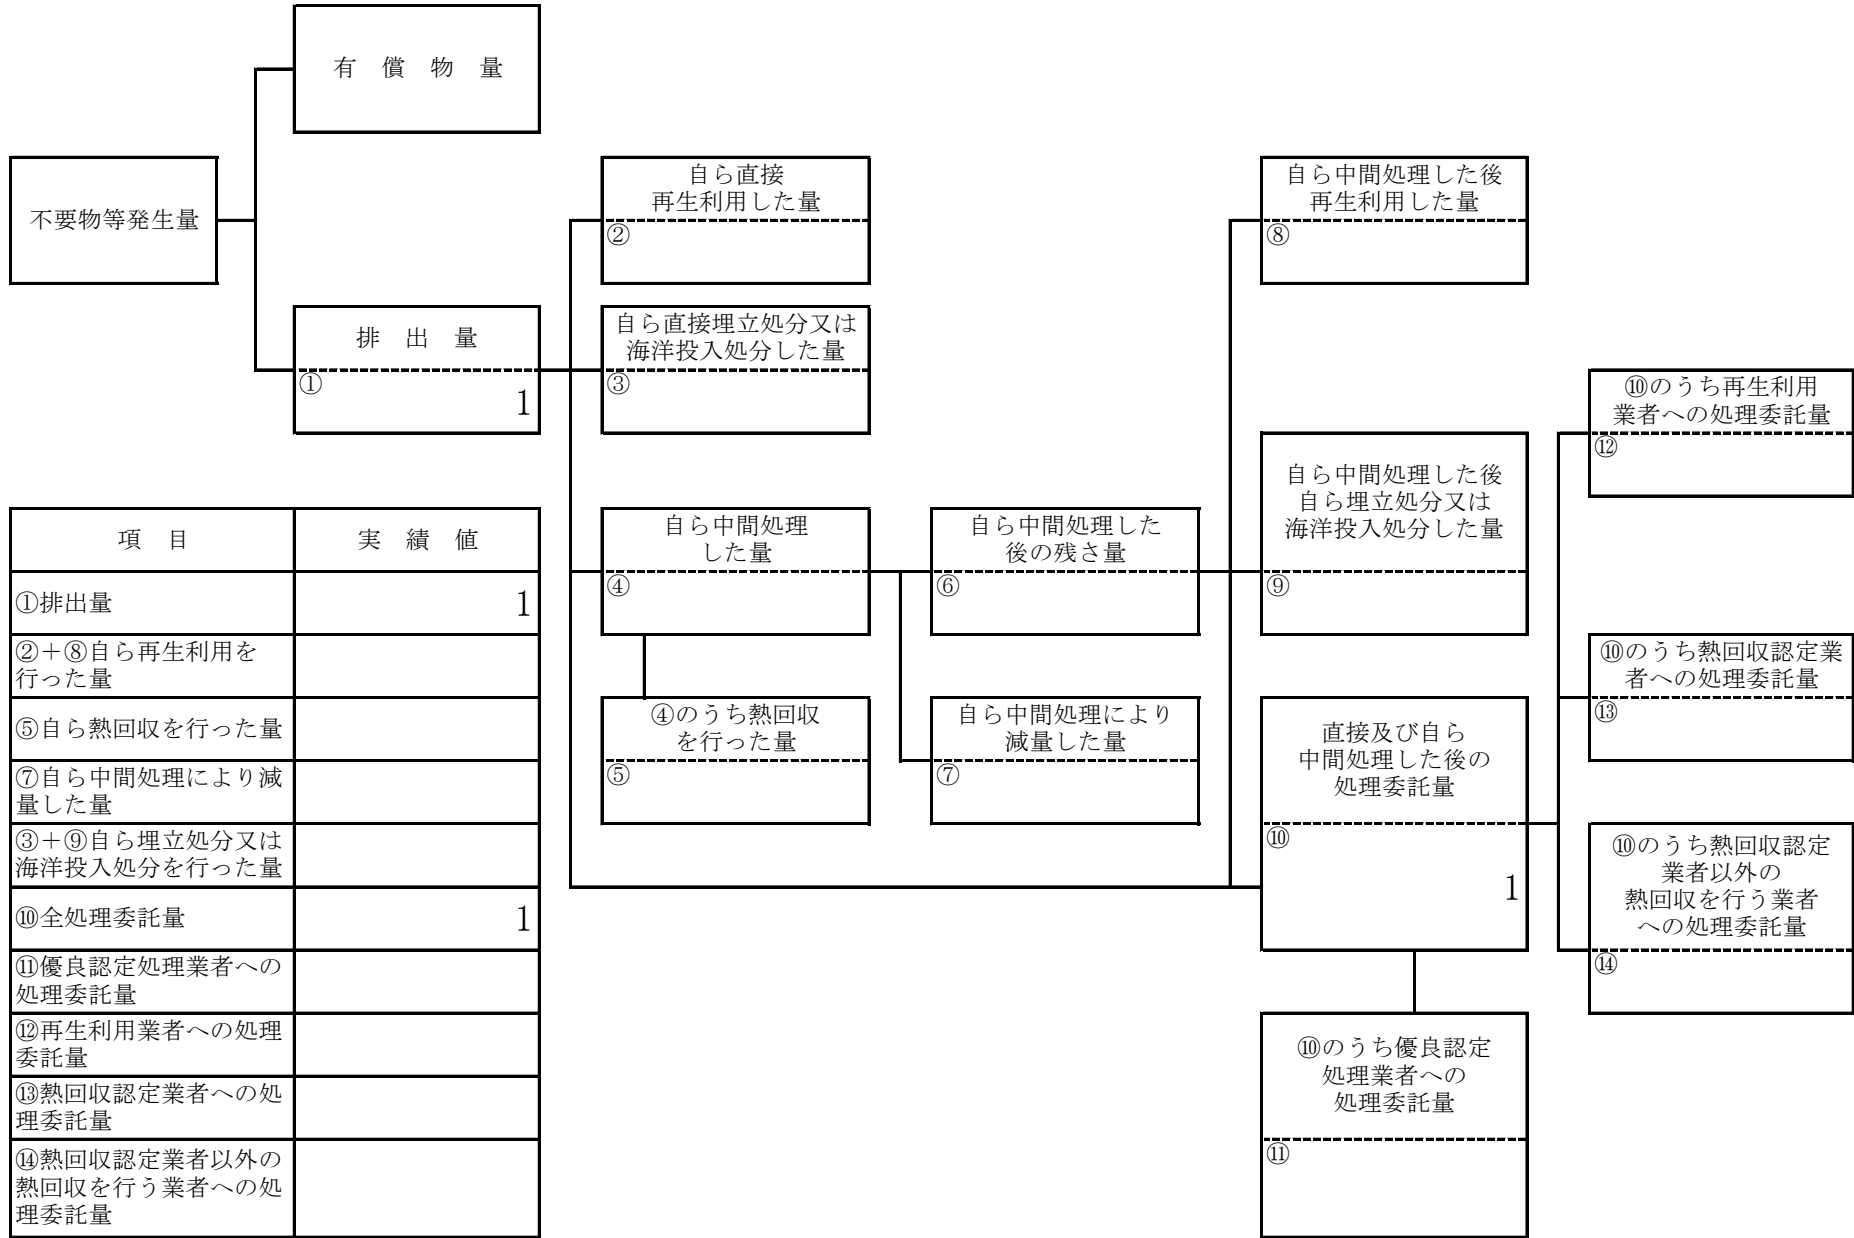 有　償　物　量
不要物等発生量
排　出　量
①
1
自ら直接
再生利用した量
②
自ら直接埋立処分又は
海洋投入処分した量
③
自ら中間処理
した量
④
④のうち熱回収
を行った量
⑤
自ら中間処理した
後の残さ量
⑥
自ら中間処理により
減量した量
⑦
自ら中間処理した後
再生利用した量
⑧
自ら中間処理した後
自ら埋立処分又は
海洋投入処分した量
⑨
直接及び自ら
中間処理した後の
処理委託量
⑩
1
⑩のうち優良認定
処理業者への
処理委託量
⑪
⑩のうち再生利用
業者への処理委託量
⑫
⑩のうち熱回収認定業
者への処理委託量
⑬
⑩のうち熱回収認定
業者以外の
熱回収を行う業者
への処理委託量
⑭
項　目
実　績　値
①排出量
1
②＋⑧自ら再生利用を
行った量
⑤自ら熱回収を行った量
⑦自ら中間処理により減
量した量
③＋⑨自ら埋立処分又は
海洋投入処分を行った量
⑩全処理委託量
1
⑪優良認定処理業者への
処理委託量
⑫再生利用業者への処理
委託量
⑬熱回収認定業者への処
理委託量
⑭熱回収認定業者以外の
熱回収を行う業者への処
理委託量